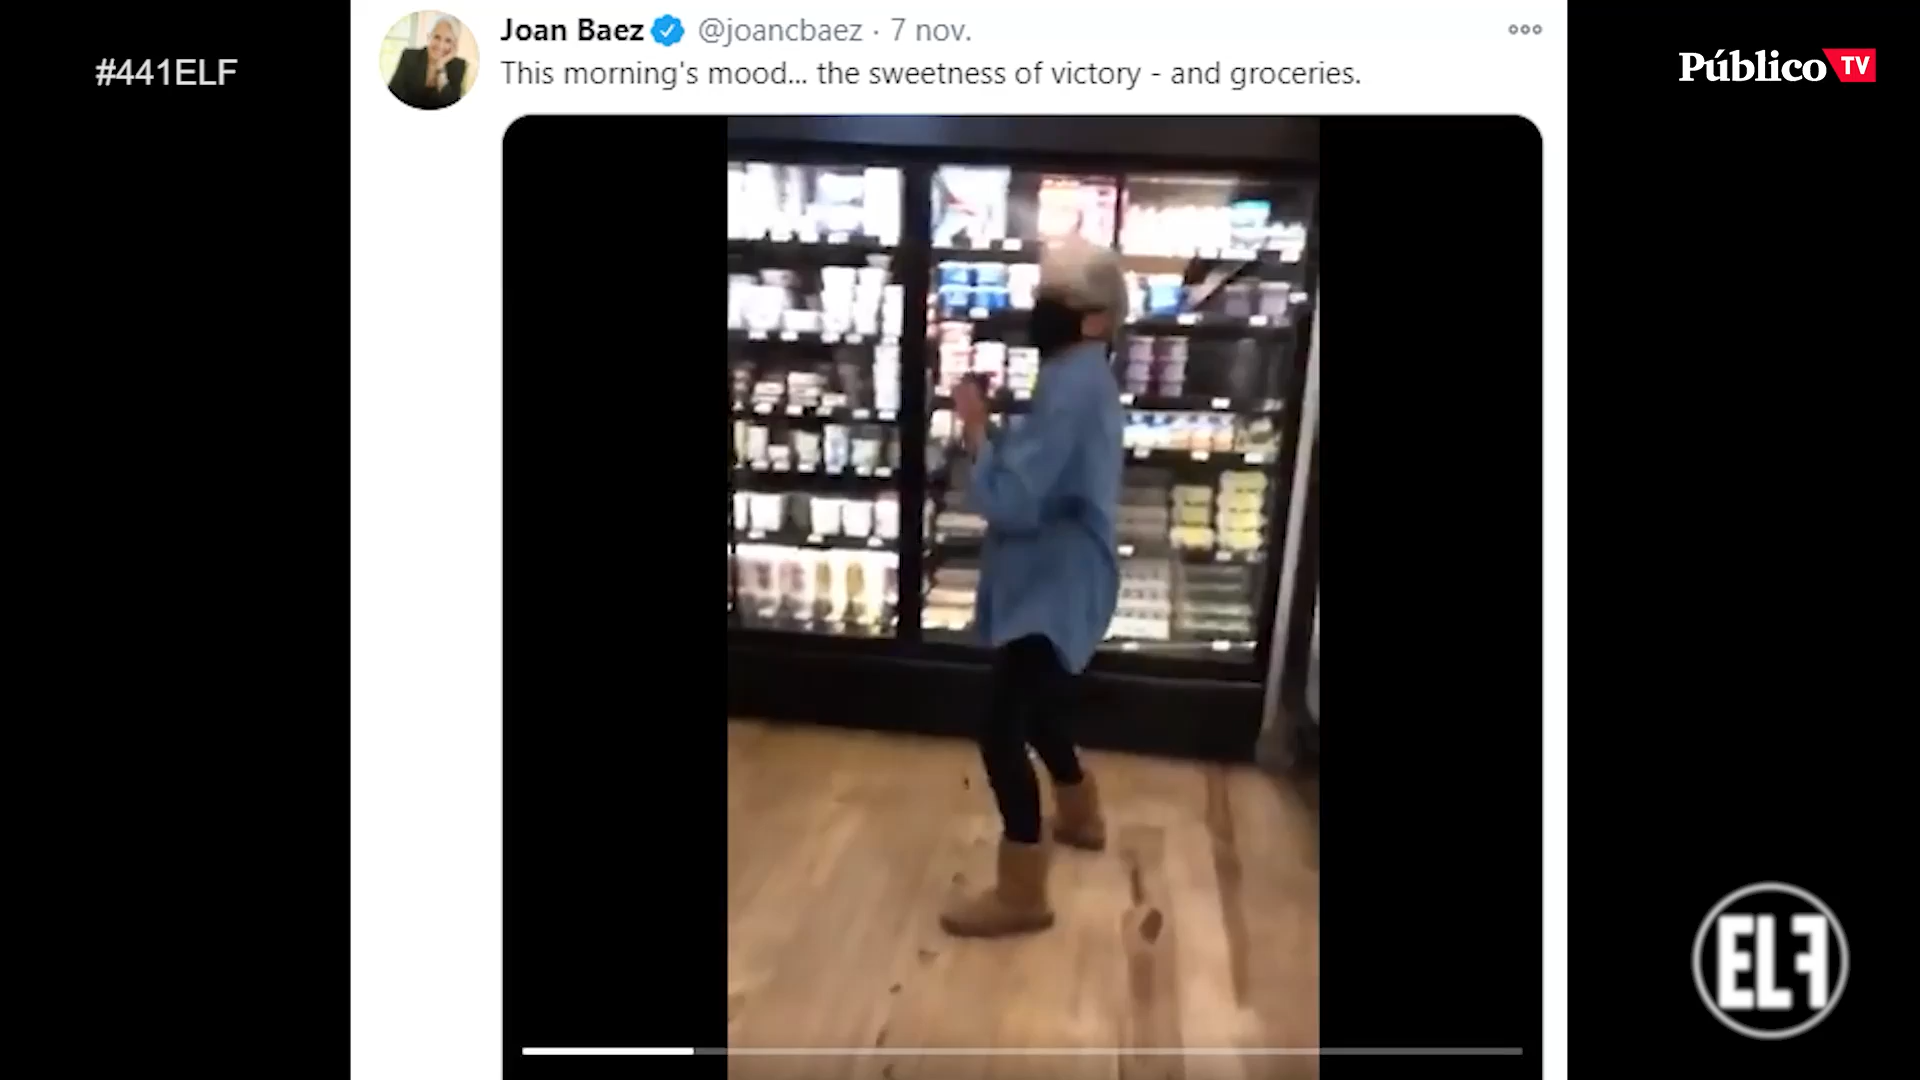 #441ELF
Joan Baez @joancbaez · 7 nov.
This morning's mood... the sweetness of victory - and groceries.
Público TV
ELF